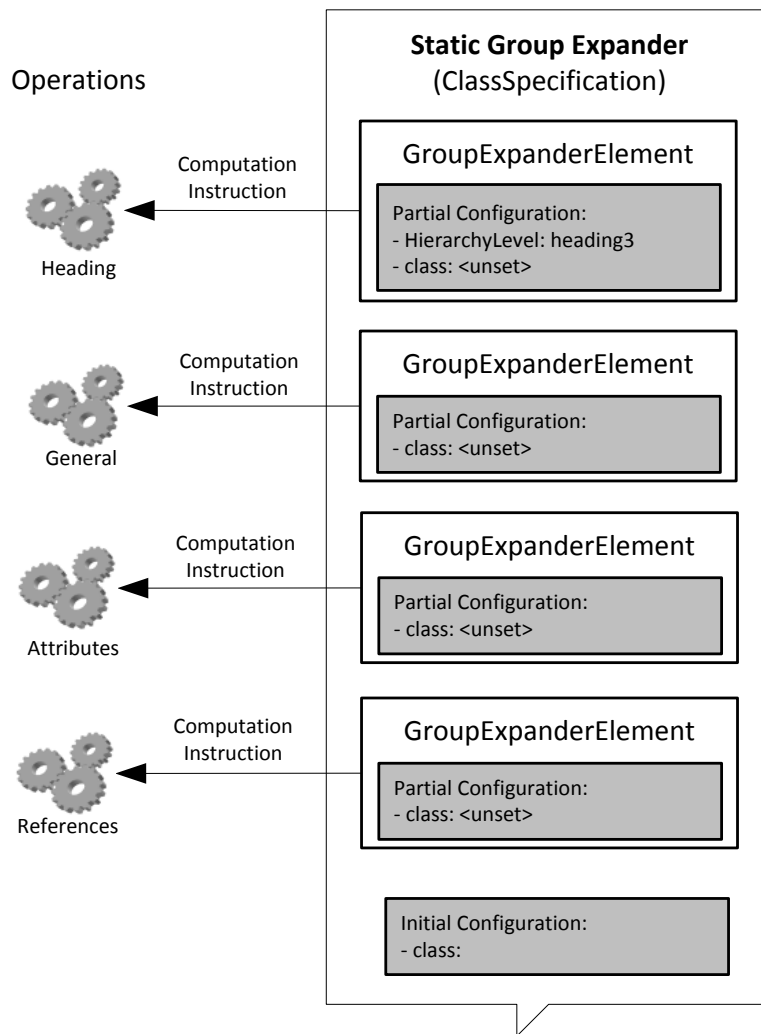 Static Group Expander
(ClassSpecification)
Operations
GroupExpanderElement
Computation
Instruction
Partial Configuration:
- HierarchyLevel: heading3
- class: <unset>
Heading
GroupExpanderElement
Computation
Instruction
Partial Configuration:
- class: <unset>
General
GroupExpanderElement
Computation
Instruction
Partial Configuration:
- class: <unset>
Attributes
GroupExpanderElement
Computation
Instruction
Partial Configuration:
- class: <unset>
References
Initial Configuration:
- class: